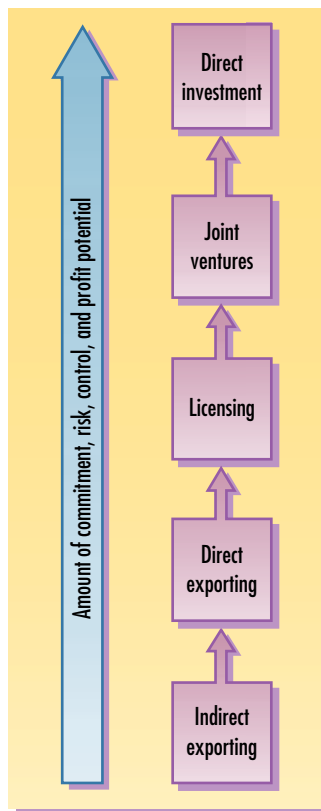 Direct
investment
Joint
ventures
Licensing
Direct
exporting
Indirect
exporting
Amount of commitment, risk, control, and profit potential